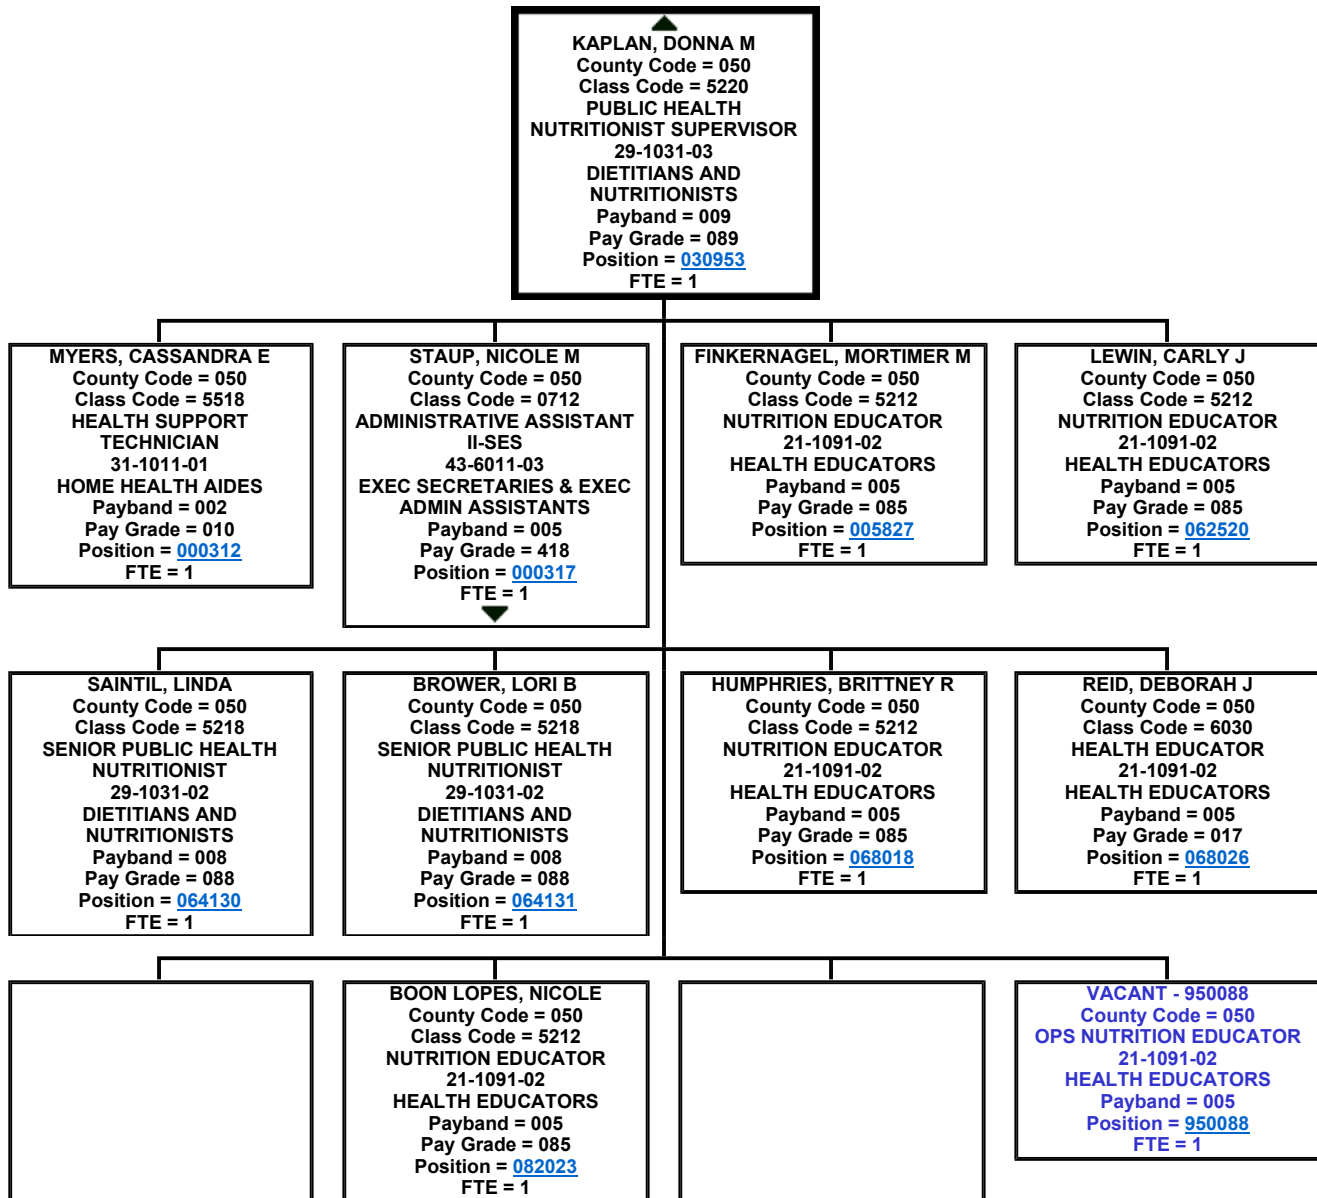 KAPLAN, DONNA M
County Code = 050
Class Code = 5220
PUBLIC HEALTH
NUTRITIONIST SUPERVISOR
29-1031-03
DIETITIANS AND
NUTRITIONISTS
Payband = 009
Pay Grade = 089
Position = 030953
FTE = 1
MYERS, CASSANDRA E
County Code = 050
Class Code = 5518
HEALTH SUPPORT
TECHNICIAN
31-1011-01
HOME HEALTH AIDES
Payband = 002
Pay Grade = 010
Position = 000312
FTE = 1
STAUP, NICOLE M
County Code = 050
Class Code = 0712
ADMINISTRATIVE ASSISTANT
II-SES
43-6011-03
EXEC SECRETARIES & EXEC
ADMIN ASSISTANTS
Payband = 005
Pay Grade = 418
Position = 000317
FTE = 1
FINKERNAGEL, MORTIMER M
County Code = 050
Class Code = 5212
NUTRITION EDUCATOR
21-1091-02
HEALTH EDUCATORS
Payband = 005
Pay Grade = 085
Position = 005827
FTE = 1
LEWIN, CARLY J
County Code = 050
Class Code = 5212
NUTRITION EDUCATOR
21-1091-02
HEALTH EDUCATORS
Payband = 005
Pay Grade = 085
Position = 062520
FTE = 1
SAINTIL, LINDA
County Code = 050
Class Code = 5218
SENIOR PUBLIC HEALTH
NUTRITIONIST
29-1031-02
DIETITIANS AND
NUTRITIONISTS
Payband = 008
Pay Grade = 088
Position = 064130
FTE = 1
BROWER, LORI B
County Code = 050
Class Code = 5218
SENIOR PUBLIC HEALTH
NUTRITIONIST
29-1031-02
DIETITIANS AND
NUTRITIONISTS
Payband = 008
Pay Grade = 088
Position = 064131
FTE = 1
HUMPHRIES, BRITTNEY R
County Code = 050
Class Code = 5212
NUTRITION EDUCATOR
21-1091-02
HEALTH EDUCATORS
Payband = 005
Pay Grade = 085
Position = 068018
FTE = 1
REID, DEBORAH J
County Code = 050
Class Code = 6030
HEALTH EDUCATOR
21-1091-02
HEALTH EDUCATORS
Payband = 005
Pay Grade = 017
Position = 068026
FTE = 1
BOON LOPES, NICOLE
County Code = 050
Class Code = 5212
NUTRITION EDUCATOR
21-1091-02
HEALTH EDUCATORS
Payband = 005
Pay Grade = 085
Position = 082023
FTE = 1
VACANT - 950088
County Code = 050
OPS NUTRITION EDUCATOR
21-1091-02
HEALTH EDUCATORS
Payband = 005
Position = 950088
FTE = 1